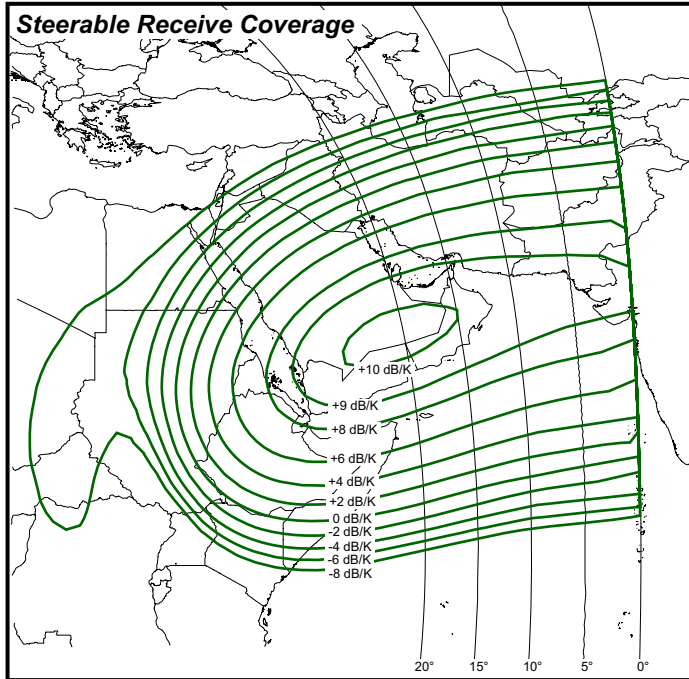 Steerable Receive Coverage
+10 dB/K
+9 dB/K
+8 dB/K
+6 dB/K
+4 dB/K
+2 dB/K
0 dB/K
-2 dB/K
-4 dB/K
-6 dB/K
-8 dB/K
20° 15° 10° 5° 0°